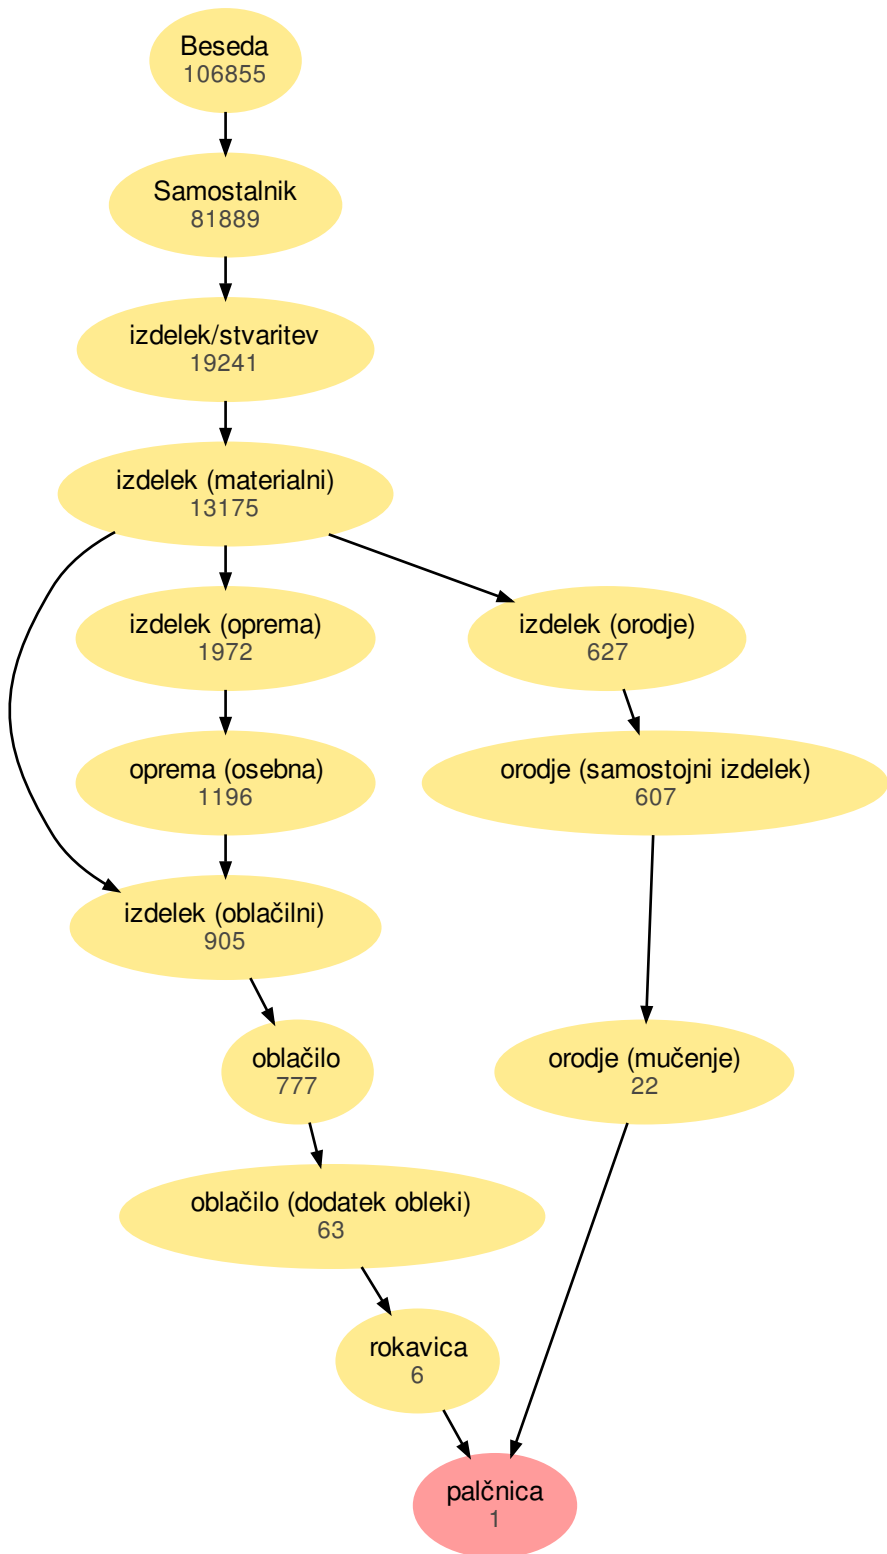 Beseda
106855
Samostalnik
81889
izdelek/stvaritev
19241
izdelek (materialni)
13175
izdelek (oprema)
1972
izdelek (orodje)
627
oprema (osebna)
1196
orodje (samostojni izdelek)
607
izdelek (oblačilni)
905
oblačilo
777
orodje (mučenje)
22
oblačilo (dodatek obleki)
63
rokavica
6
palčnica
1